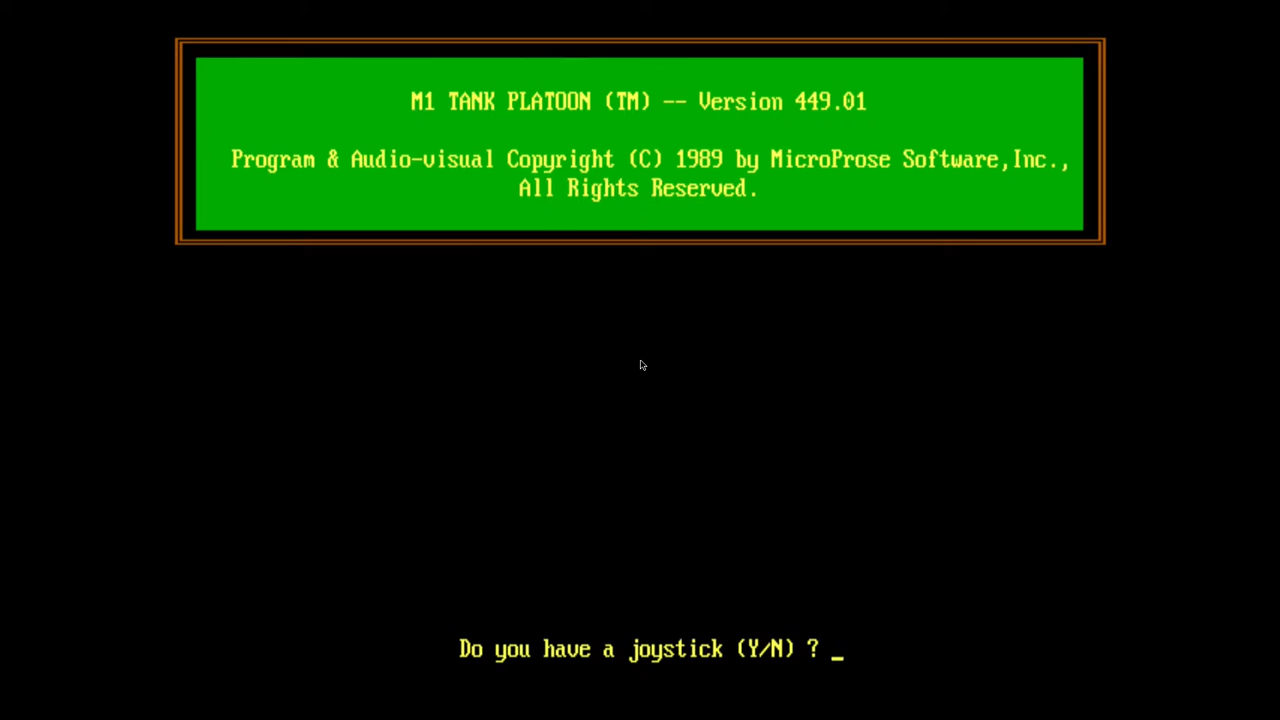 M1 TANK PLATOON (TM) -- Version 449.01
Program & Audio-visual Copyright (C) 1989 by MicroProse Software,Inc.,
All Rights Reserved.
Do you have a joystick (Y/N) ? _